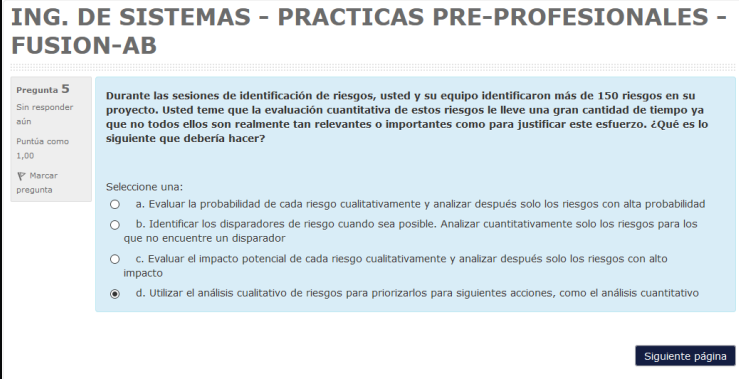 ING. DE SISTEMAS - PRACTICAS PRE-PROFESIONALES -
FUSION-AB
Pregunta 5
Sin responder
aún
Puntúa como
1,00
Marcar
pregunta
Durante las sesiones de identificación de riesgos, usted y su equipo identificaron más de 150 riesgos en su
proyecto. Usted teme que la evaluación cuantitativa de estos riesgos le lleve una gran cantidad de tiempo ya
que no todos ellos son realmente tan relevantes o importantes como para justificar este esfuerzo. ¿Qué es lo
siguiente que debería hacer?
Seleccione una:
a. Evaluar la probabilidad de cada riesgo cualitativamente y analizar después solo los riesgos con alta probabilidad
b. Identificar los disparadores de riesgo cuando sea posible. Analizar cuantitativamente solo los riesgos para los
que no encuentre un disparador
c. Evaluar el impacto potencial de cada riesgo cualitativamente y analizar después solo los riesgos con alto
impacto
d. Utilizar el análisis cualitativo de riesgos para priorizarlos para siguientes acciones, como el análisis cuantitativo
Siguiente página